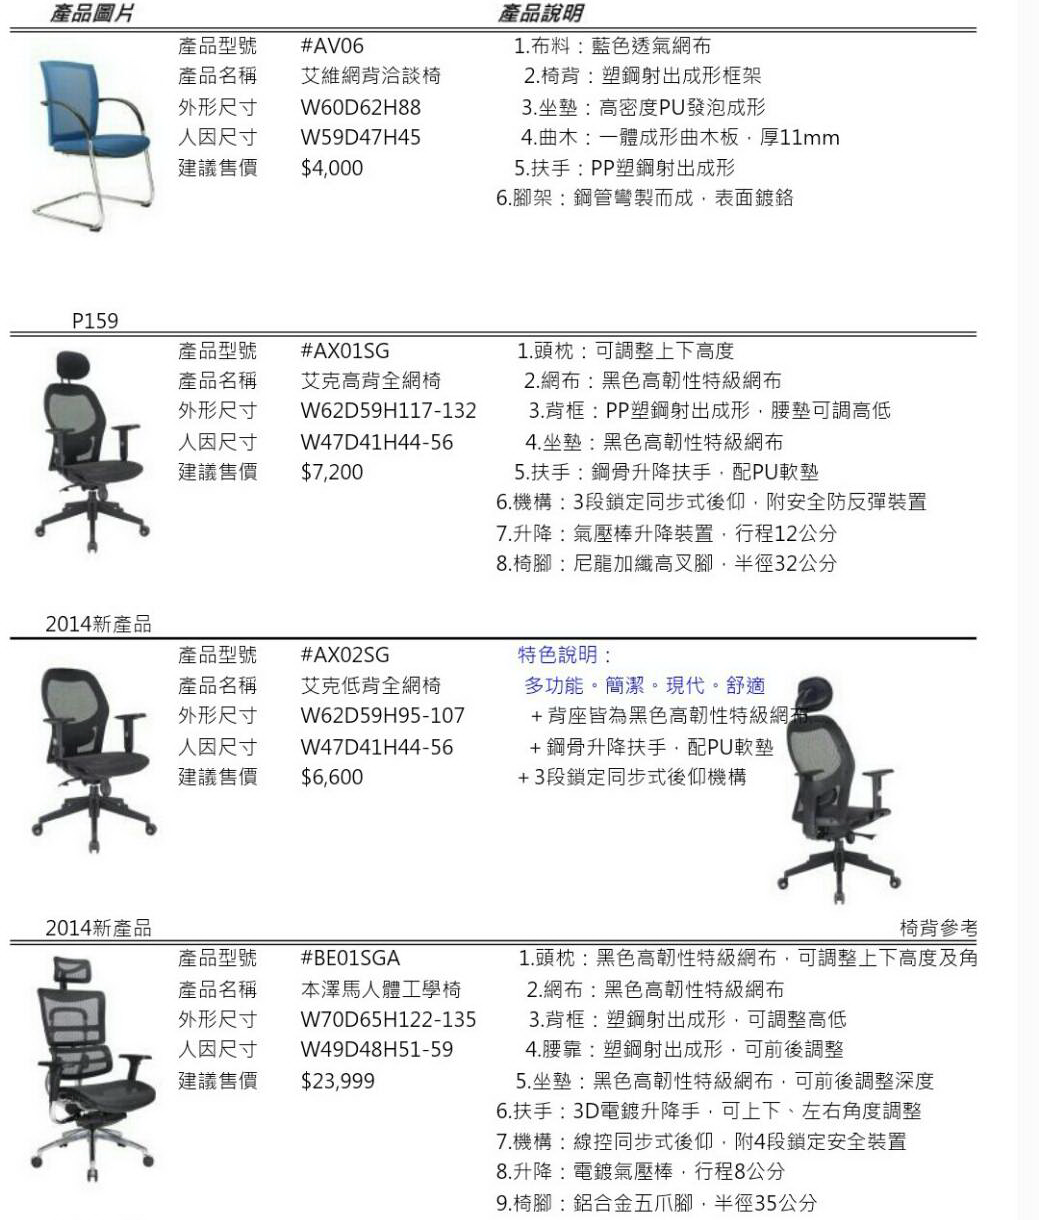 產品圖片 產品說明
產品型號 #AV06 1.布料：藍色透氣網布
產品名稱 艾維網背洽談椅 2.椅背：塑鋼射出成形框架
外形尺寸 W60D62H88 3.坐墊：高密度PU發泡成形
人因尺寸 W59D47H45 4.曲木：一體成形曲木板，厚11mm
建議售價 $4,000 5.扶手：PP塑鋼射出成形
6.腳架：鋼管彎製而成，表面鍍鉻
P159
產品型號 #AX01SG 1.頭枕：可調整上下高度
產品名稱 艾克高背全網椅 2.網布：黑色高韌性特級網布
外形尺寸 W62D59H117-132 3.背框：PP塑鋼射出成形，腰墊可調高低
人因尺寸 W47D41H44-56 4.坐墊：黑色高韌性特級網布
建議售價 $7,200 5.扶手：鋼骨升降扶手，配PU軟墊
6.機構：3段鎖定同步式後仰，附安全防反彈裝置
7.升降：氣壓棒升降裝置，行程12公分
8.椅腳：尼龍加纖高叉腳，半徑32公分
2014新產品
產品型號 #AX02SG 特色說明：
產品名稱 艾克低背全網椅 多功能。簡潔。現代。舒適
外形尺寸 W62D59H95-107 +背座皆為黑色高韌性特級網布
人因尺寸 W47D41H44-56 +鋼骨升降扶手，配PU軟墊
建議售價 $6,600 +3段鎖定同步式後仰機構
2014新產品 椅背參考
產品型號 #BE01SGA 1.頭枕：黑色高韌性特級網布，可調整上下高度及角
產品名稱 本澤馬人體工學椅 2.網布：黑色高韌性特級網布
外形尺寸 W70D65H122-135 3.背框：塑鋼射出成形，可調整高低
人因尺寸 W49D48H51-59 4.腰靠：塑鋼射出成形，可前後調整
建議售價 $23,999 5.坐墊：黑色高韌性特級網布，可前後調整深度
6.扶手：3D電鍍升降手，可上下、左右角度調整
7.機構：線控同步式後仰，附4段鎖定安全裝置
8.升降：電鍍氣壓棒，行程8公分
9.椅腳：鋁合金五爪腳，半徑35公分